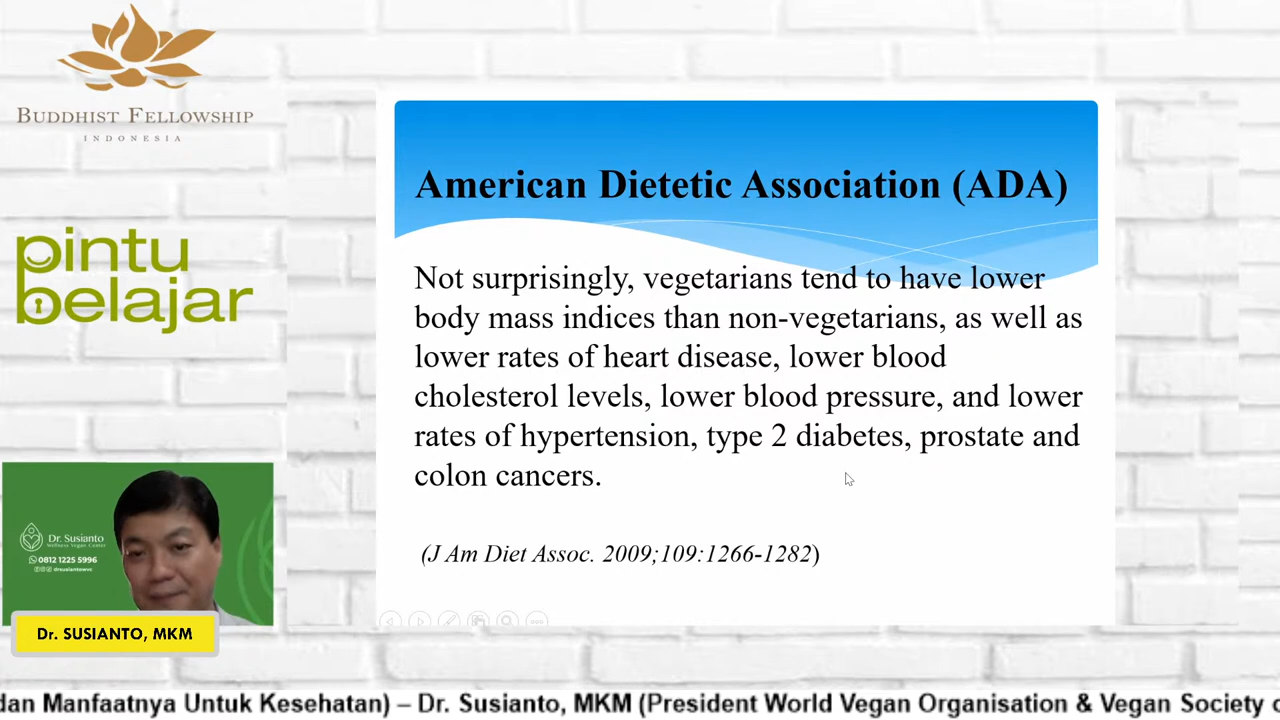 BUDDHIST FELLOWSHIP
INDONESIA
pintu
belajar
American Dietetic Association (ADA)
Not surprisingly, vegetarians tend to have lower
body mass indices than non-vegetarians, as well as
lower rates of heart disease, lower blood
cholesterol levels, lower blood pressure, and lower
rates of hypertension, type 2 diabetes, prostate and
colon cancers.
(J Am Diet Assoc. 2009;109:1266-1282)
Dr. Susianto
Wellness Vegan Center
0812 1225 5996
drsusiantowvc
Dr. SUSIANTO, MKM
dan Manfaatnya Untuk Kesehatan) – Dr. Susianto, MKM (President World Vegan Organisation & Vegan Society